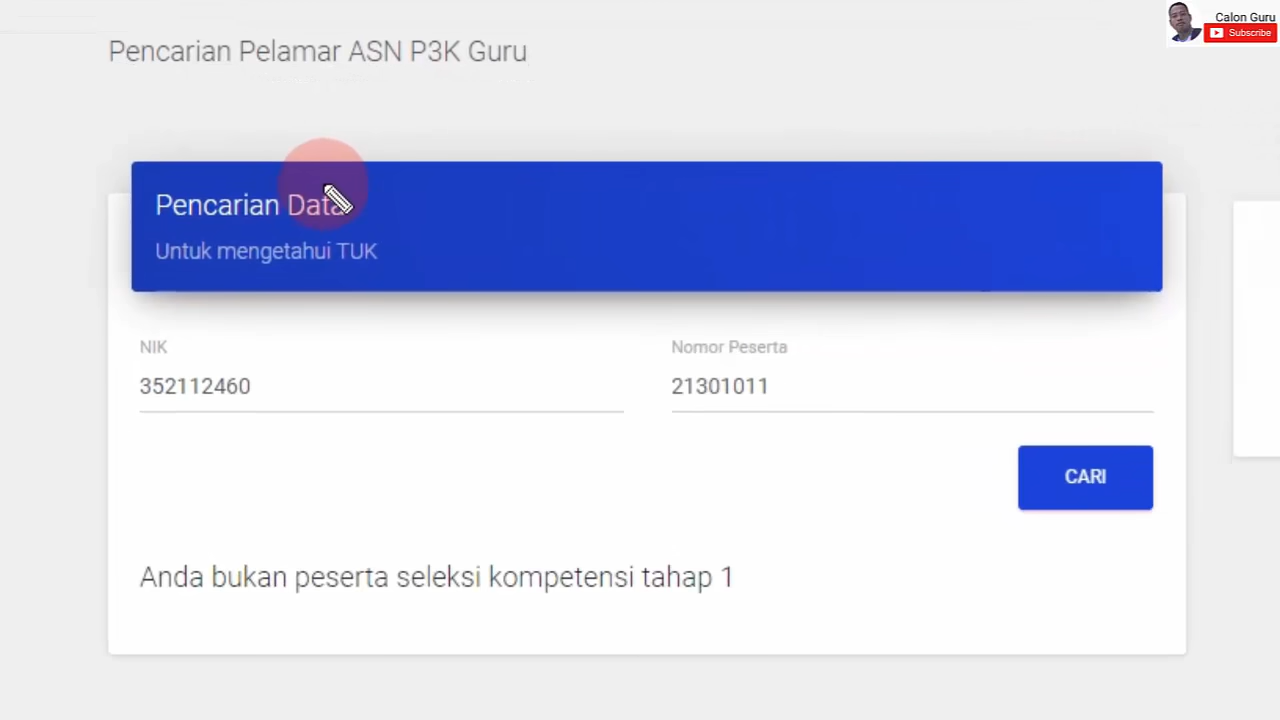 Calon Guru
Subscribe
Pencarian Pelamar ASN P3K Guru
Pencarian Data
Untuk mengetahui TUK
NIK
352112460
Nomor Peserta
21301011
CARI
Anda bukan peserta seleksi kompetensi tahap 1